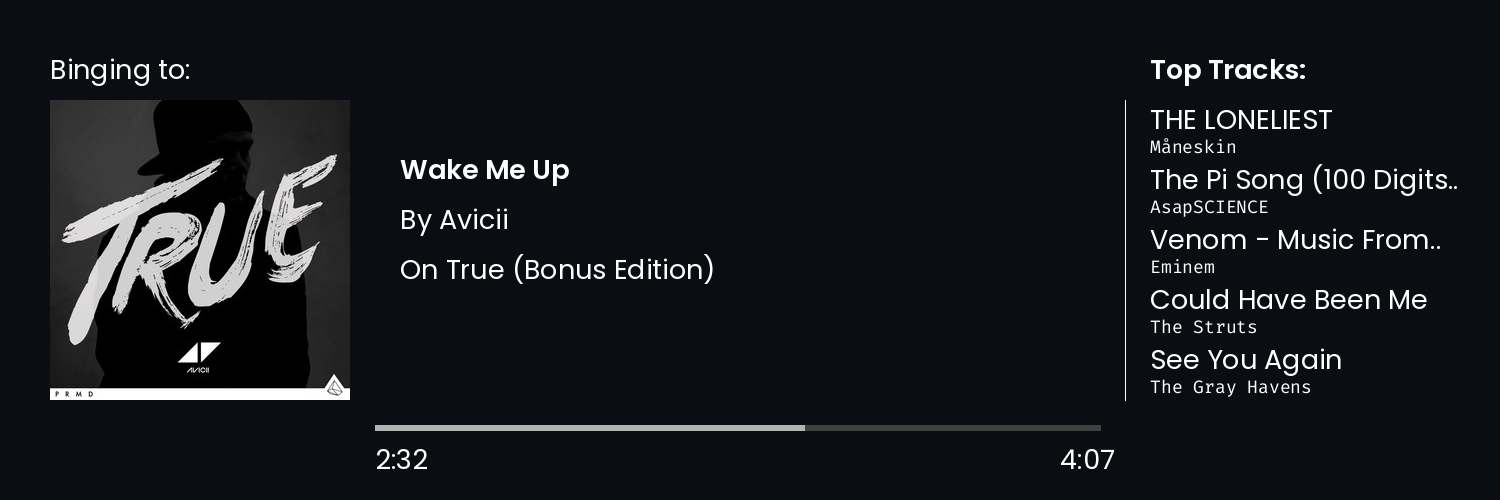 Binging to:
TRUE
AVICII
PRMD
Wake Me Up
By Avicii
On True (Bonus Edition)
2:32
4:07
Top Tracks:
THE LONELIEST
Måneskin
The Pi Song (100 Digits..
AsapSCIENCE
Venom - Music From..
Eminem
Could Have Been Me
The Struts
See You Again
The Gray Havens